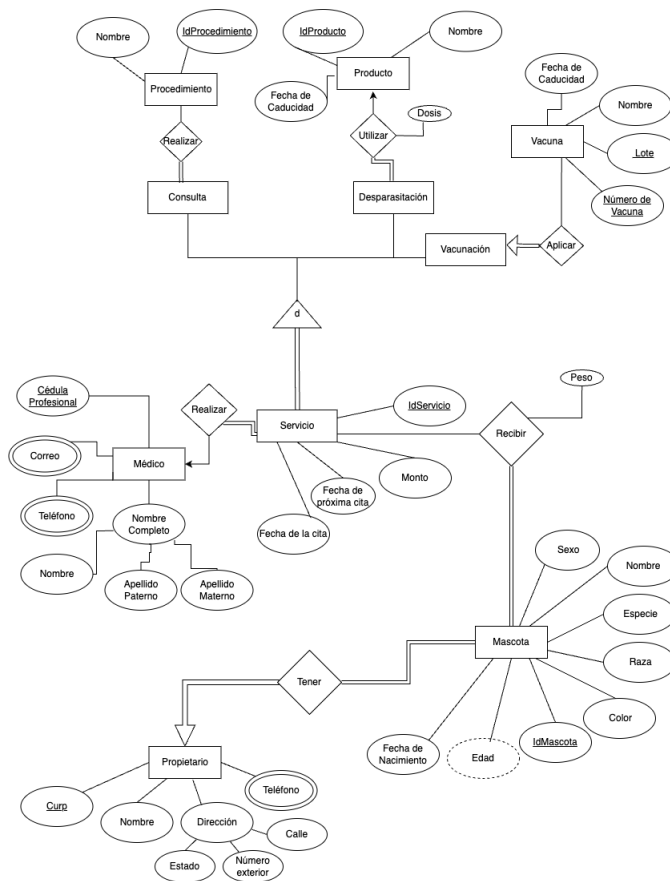 Nombre
IdProcedimiento
IdProducto
Nombre
Procedimiento
Producto
Fecha de
Caducidad
Fecha de
Caducidad
Nombre
Dosis
Realizar
Utilizar
Vacuna
Lote
Consulta
Desparasitación
Número de
Vacuna
Vacunación
Aplicar
d
Cédula
Profesional
Realizar
Servicio
IdServicio
Peso
Recibir
Correo
Médico
Monto
Fecha de
próxima cita
Teléfono
Nombre
Completo
Fecha de la cita
Nombre
Apellido
Paterno
Apellido
Materno
Sexo
Nombre
Especie
Mascota
Raza
Tener
Color
Fecha de
Nacimiento
Edad
IdMascota
Propietario
Teléfono
Curp
Nombre
Dirección
Calle
Estado
Número
exterior